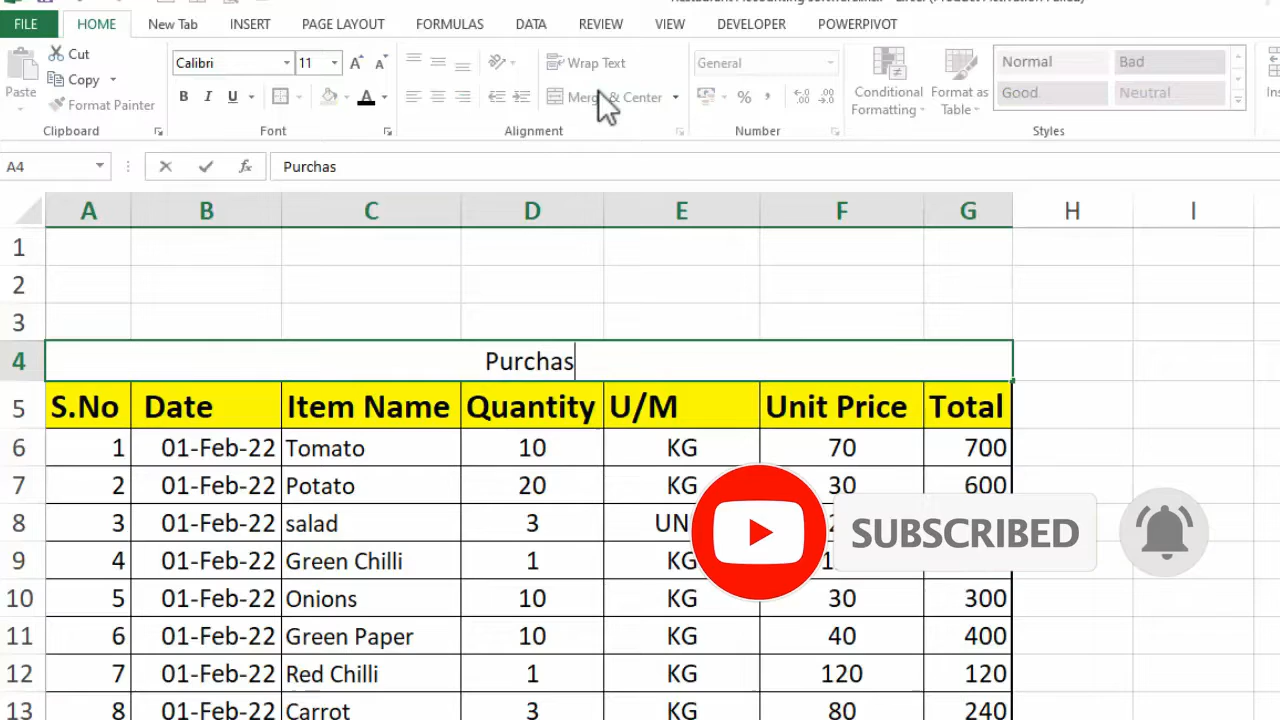 FILE HOME New Tab INSERT PAGE LAYOUT FORMULAS DATA REVIEW VIEW DEVELOPER POWERPIVOT
Paste
Cut
Copy
Format Painter
Clipboard
Calibri 11 A A
B I U A
Font
Wrap Text
Merge & Center
Alignment
General
% ,
Number
Conditional Formatting
Format as Table
Normal Bad
Good Neutral
Styles
A4 fx Purchas
A B C D E F G H I
1
2
3
4 Purchas
5 S.No Date Item Name Quantity U/M Unit Price Total
6 1 01-Feb-22 Tomato 10 KG 70 700
7 2 01-Feb-22 Potato 20 KG 30 600
8 3 01-Feb-22 salad 3
9 4 01-Feb-22 Green Chilli 1 KG
10 5 01-Feb-22 Onions 10 KG 30 300
11 6 01-Feb-22 Green Paper 10 KG 40 400
12 7 01-Feb-22 Red Chilli 1 KG 120 120
13 8 01-Feb-22 Carrot 3 KG 80 240
SUBSCRIBED